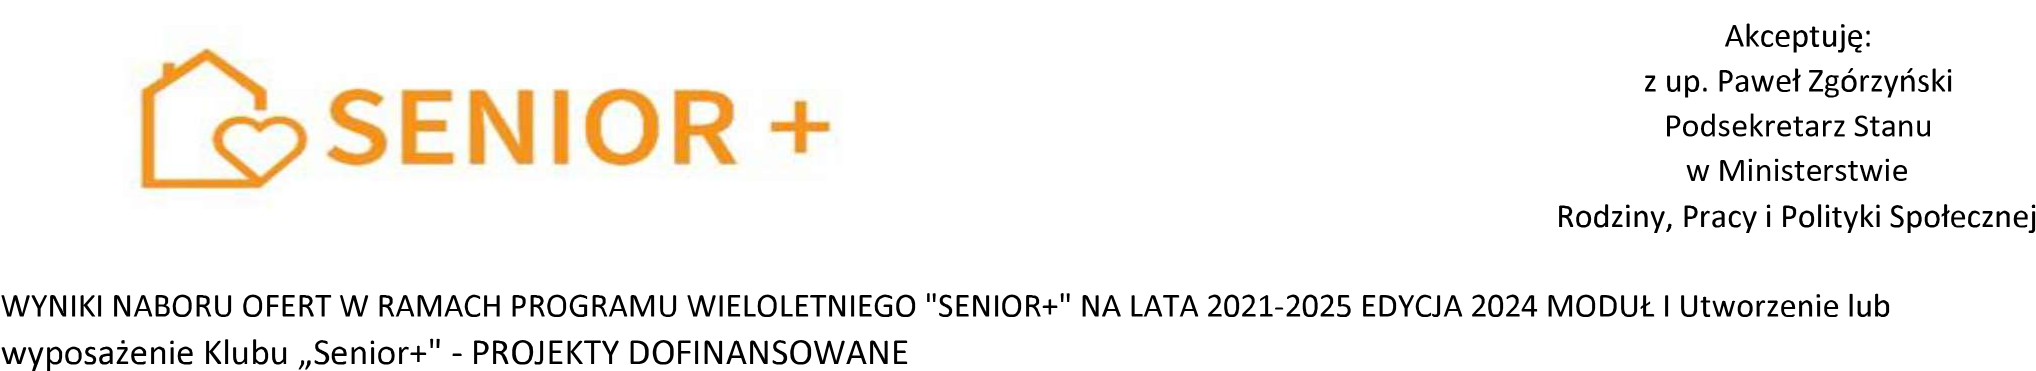 SENIOR +
Akceptuję:
z up. Paweł Zgórzyński
Podsekretarz Stanu
w Ministerstwie
Rodziny, Pracy i Polityki Społecznej
WYNIKI NABORU OFERT W RAMACH PROGRAMU WIELOLETNIEGO "SENIOR+" NA LATA 2021-2025 EDYCJA 2024 MODUŁ I Utworzenie lub
wyposażenie Klubu „Senior+" - PROJEKTY DOFINANSOWANE